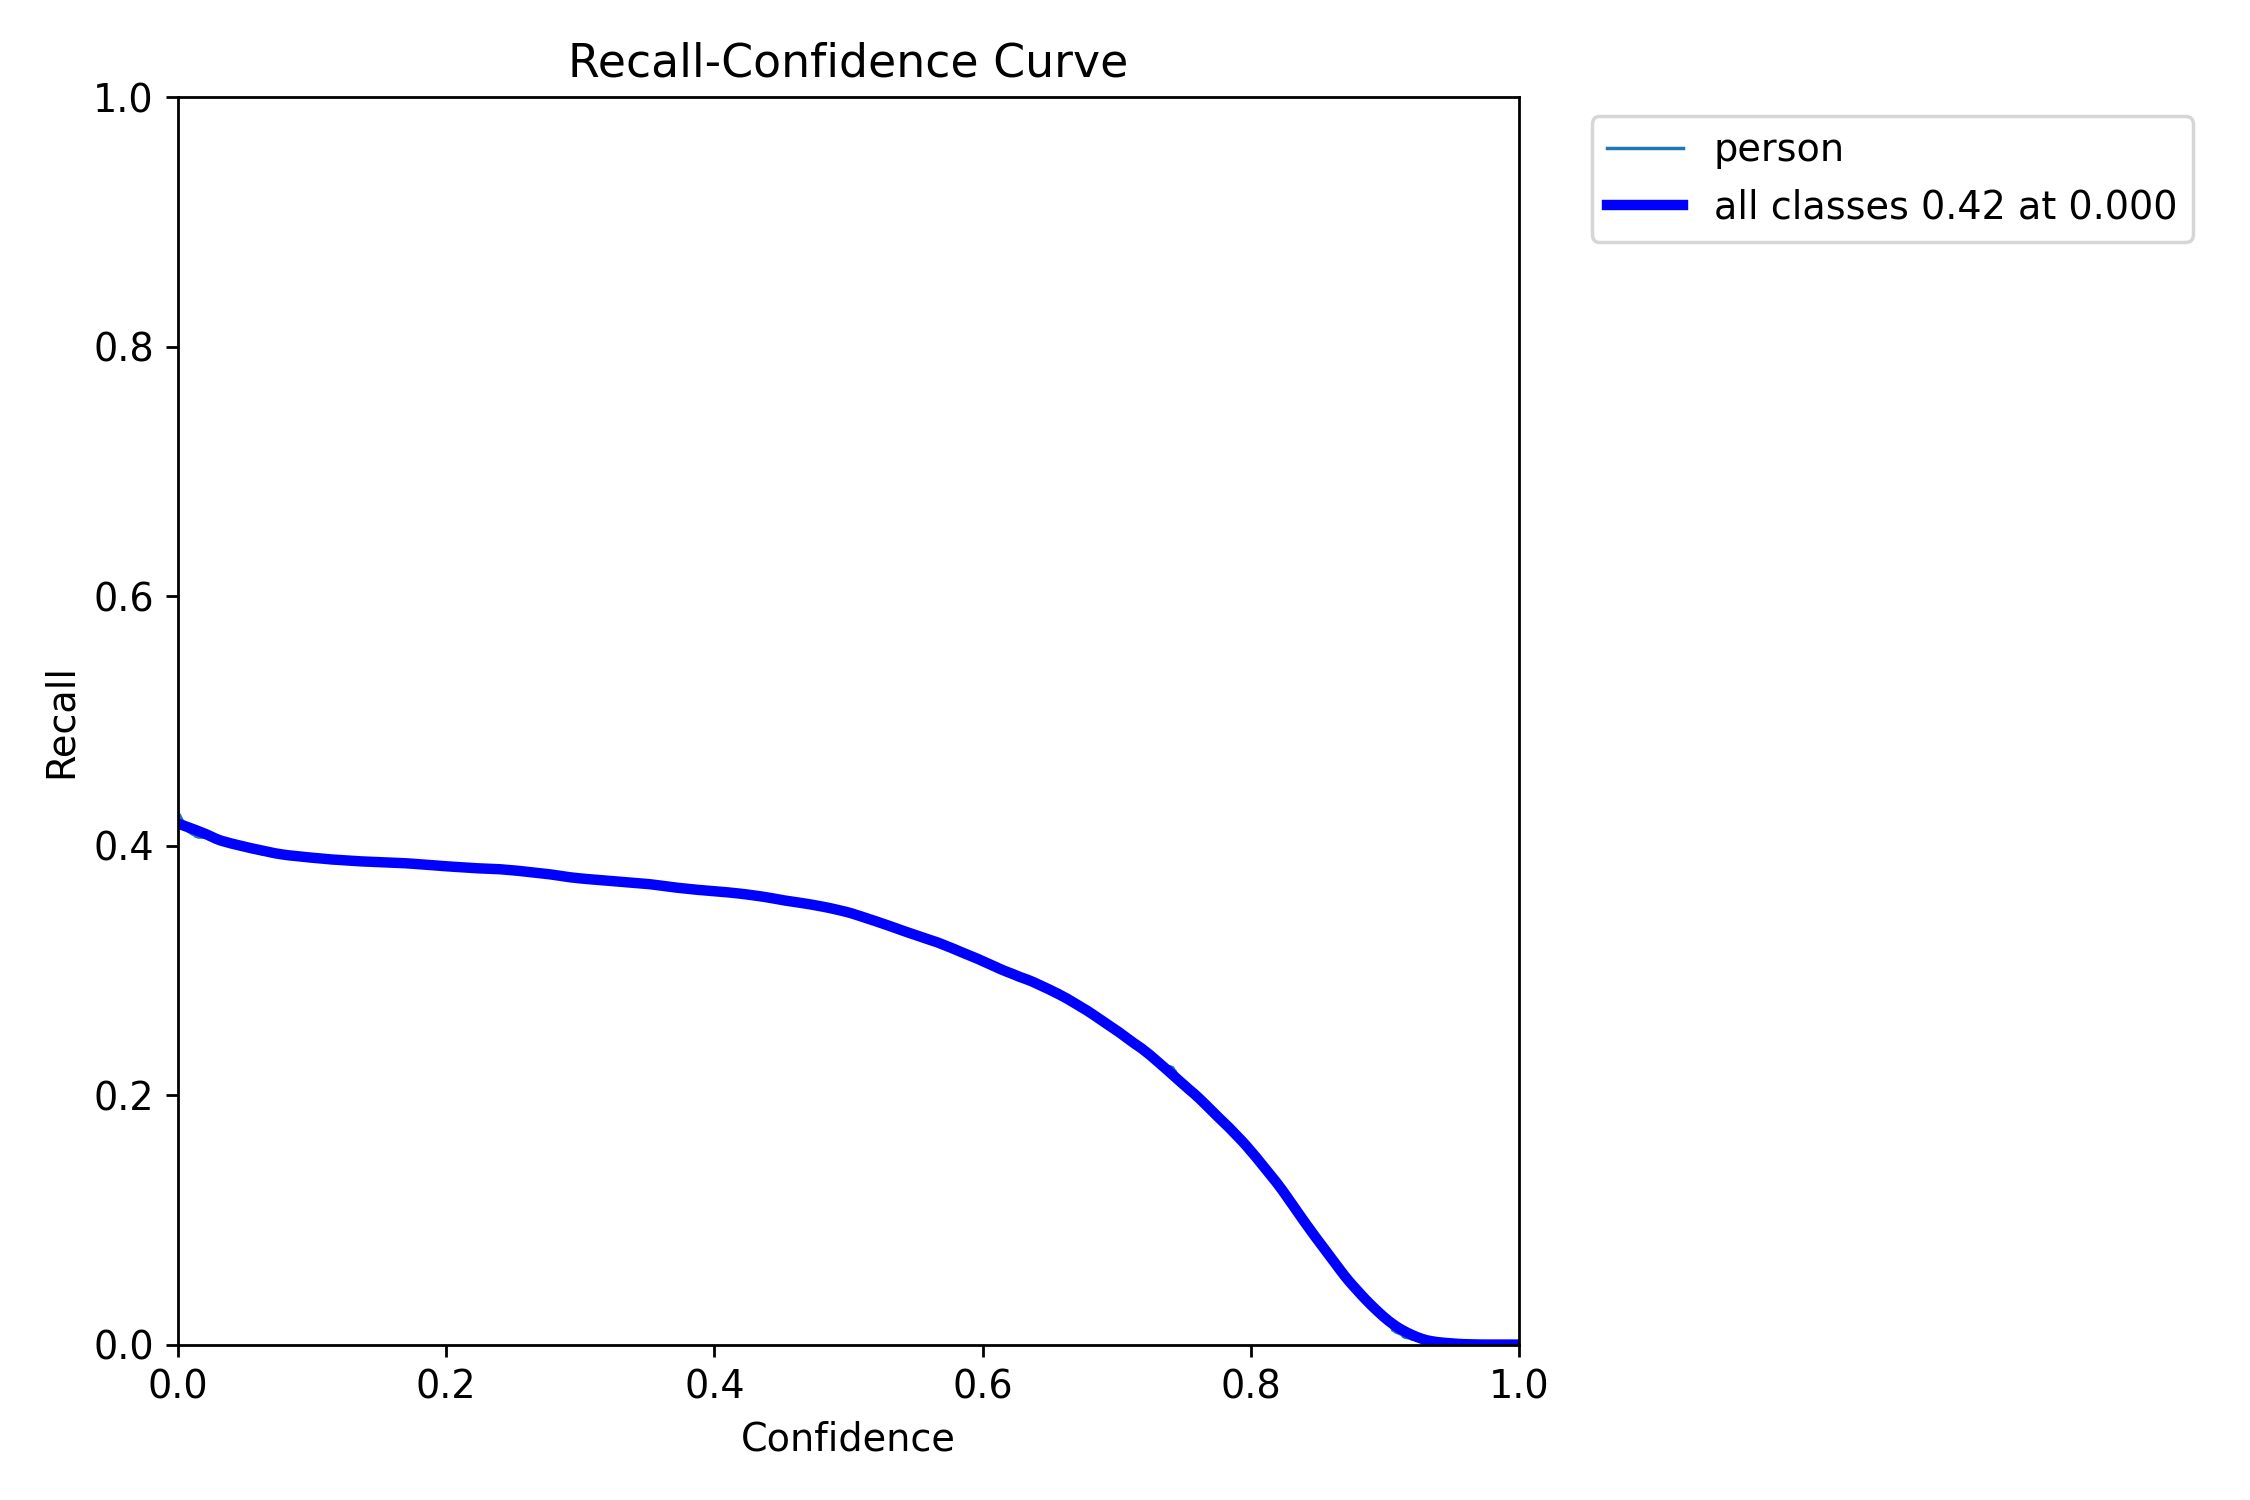 Recall-Confidence Curve
1.0
0.8
0.6
0.4
0.2
0.0
Recall
0.0 0.2 0.4 0.6 0.8 1.0
Confidence
person
all classes 0.42 at 0.000